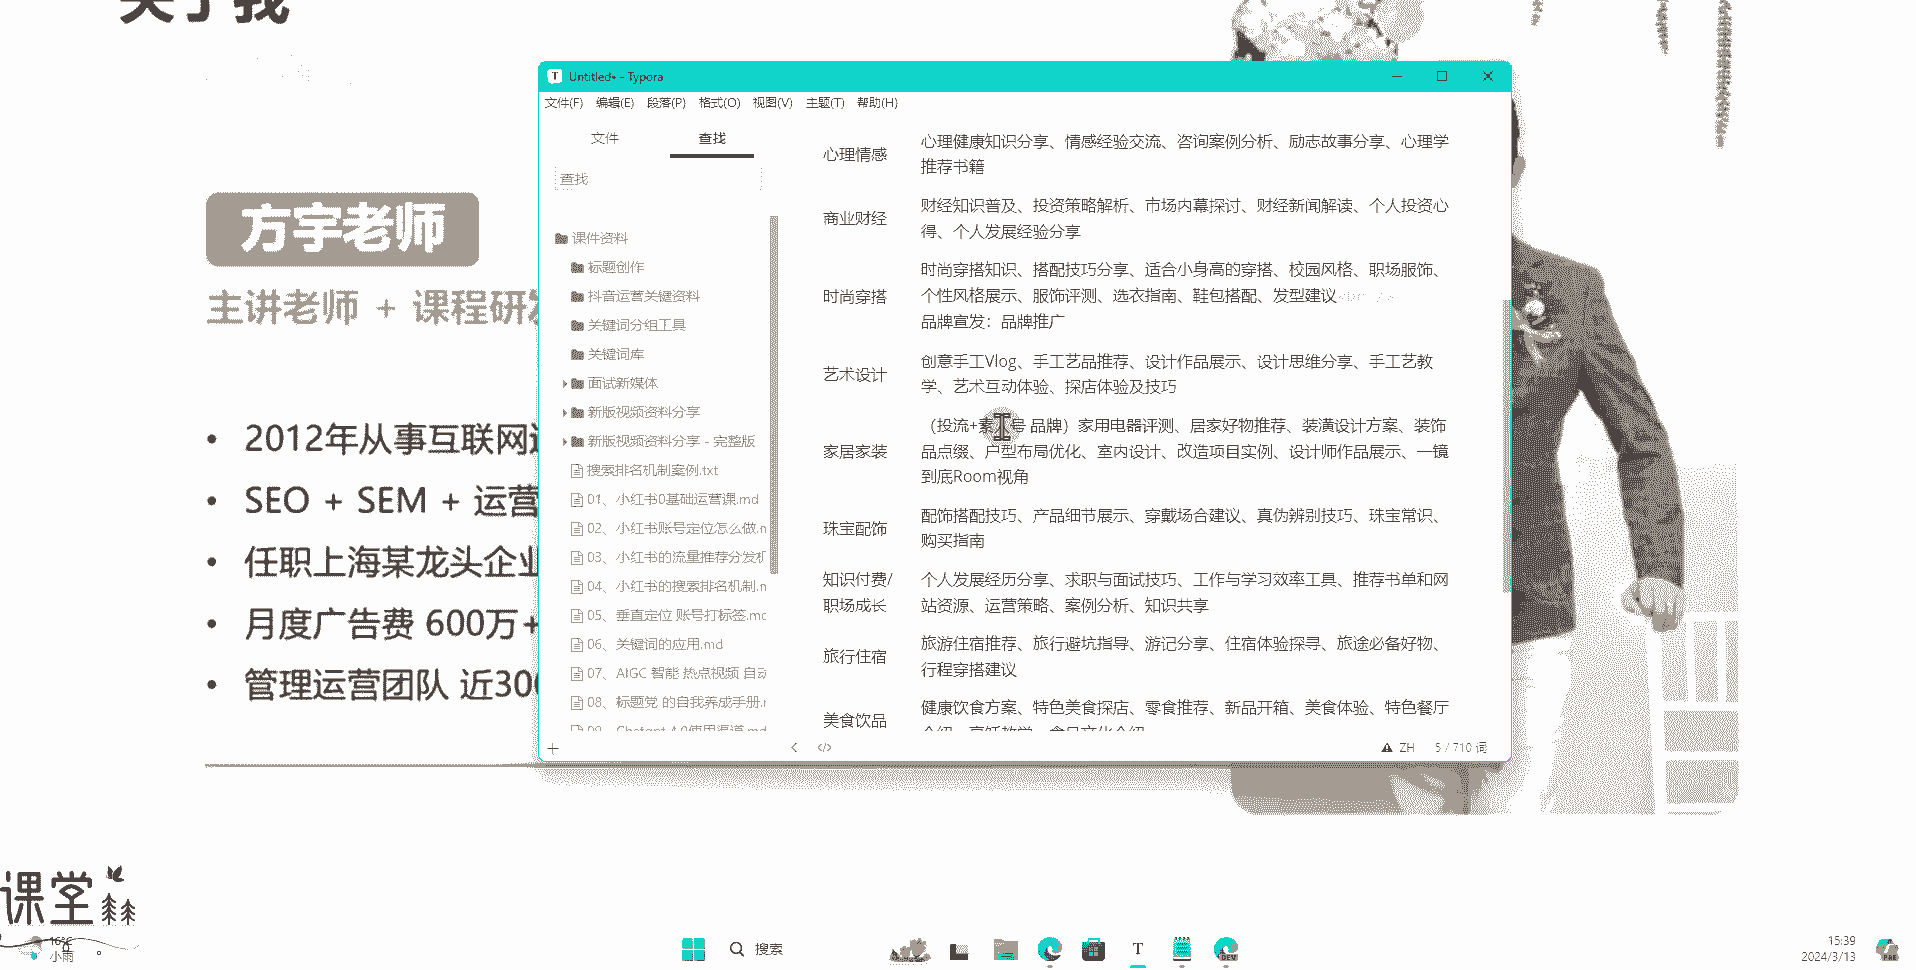 关于我
方宇老师
主讲老师 + 课程研发
2012年从事互联网
SEO + SEM + 运营
任职上海某龙头企业
月度广告费 600万+
管理运营团队 近300
课堂
Untitled• - Typora
文件(F) 编辑(E) 段落(P) 格式(O) 视图(V) 主题(T) 帮助(H)
文件 查找
查找
课件资料
标题创作
抖音运营关键资料
关键词分组工具
关键词库
面试新媒体
新版视频资料分享
新版视频资料分享 - 完整版
搜索排名机制案例.txt
01、小红书0基础运营课.md
02、小红书账号定位怎么做.n
03、小红书的流量推荐分发机
04、小红书的搜索排名机制.n
05、垂直定位 账号打标签.mc
06、关键词的应用.md
07、AIGC 智能 热点视频 自动
08、标题党 的自我养成手册.r
09、Chatgpt 4.0使用渠道.md
心理情感
心理健康知识分享、情感经验交流、咨询案例分析、励志故事分享、心理学
推荐书籍
商业财经
财经知识普及、投资策略解析、市场内幕探讨、财经新闻解读、个人投资心
得、个人发展经验分享
时尚穿搭
时尚穿搭知识、搭配技巧分享、适合小身高的穿搭、校园风格、职场服饰、
个性风格展示、服饰评测、选衣指南、鞋包搭配、发型建议
品牌宣发：品牌推广
艺术设计
创意手工Vlog、手工艺品推荐、设计作品展示、设计思维分享、手工艺教
学、艺术互动体验、探店体验及技巧
家居家装
（投流+素 号 品牌）家用电器评测、居家好物推荐、装潢设计方案、装饰
品点缀、户型布局优化、室内设计、改造项目实例、设计师作品展示、一镜
到底Room视角
珠宝配饰
配饰搭配技巧、产品细节展示、穿戴场合建议、真伪辨别技巧、珠宝常识、
购买指南
知识付费/
职场成长
个人发展经历分享、求职与面试技巧、工作与学习效率工具、推荐书单和网
站资源、运营策略、案例分析、知识共享
旅行住宿
旅游住宿推荐、旅行避坑指导、游记分享、住宿体验探寻、旅途必备好物、
行程穿搭建议
美食饮品
健康饮食方案、特色美食探店、零食推荐、新品开箱、美食体验、特色餐厅
介绍、烹饪教学、食品文化介绍
ZH 5 / 710 词
16°C
小雨
搜索
DEV
15:39
2024/3/13